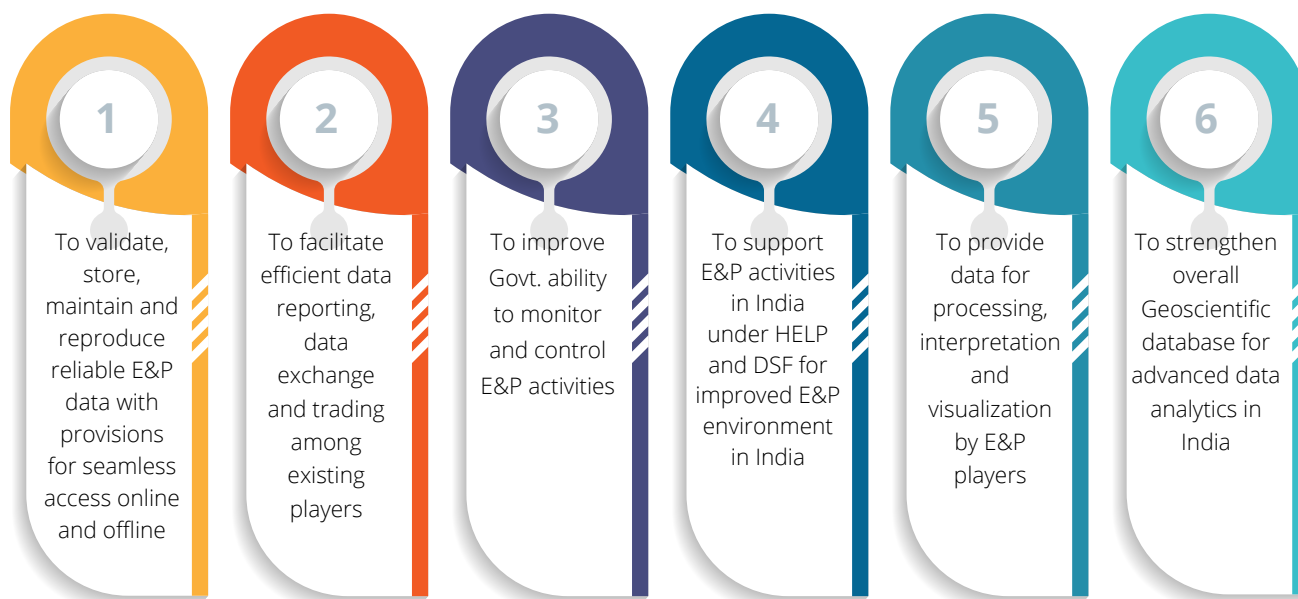 1
To validate,
store,
maintain and
reproduce
reliable E&P
data with
provisions
for seamless
access online
and offline
2
To facilitate
efficient data
reporting,
data
exchange
and trading
among
existing
players
3
To improve
Govt. ability
to monitor
and control
E&P activities
4
To support
E&P activities
in India
under HELP
and DSF for
improved E&P
environment
in India
5
To provide
data for
processing,
interpretation
and
visualization
by E&P
players
6
To strengthen
overall
Geoscientific
database for
advanced data
analytics in
India